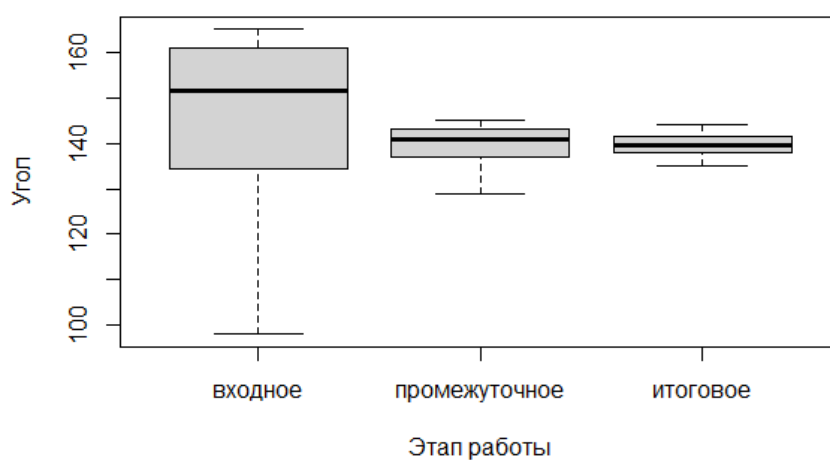 Угол
160
140
120
100
входное промежуточное итоговое
Этап работы